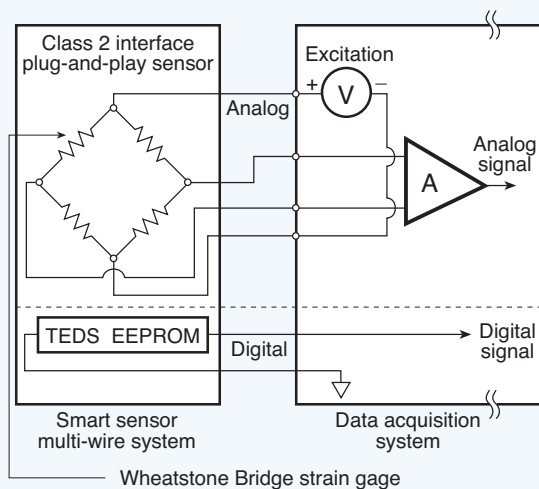 Class 2 interface
plug-and-play sensor
Excitation
+
–
V
Analog
A
Analog
signal
TEDS EEPROM
Digital
Digital
signal
Smart sensor
multi-wire system
Data acquisition
system
Wheatstone Bridge strain gage